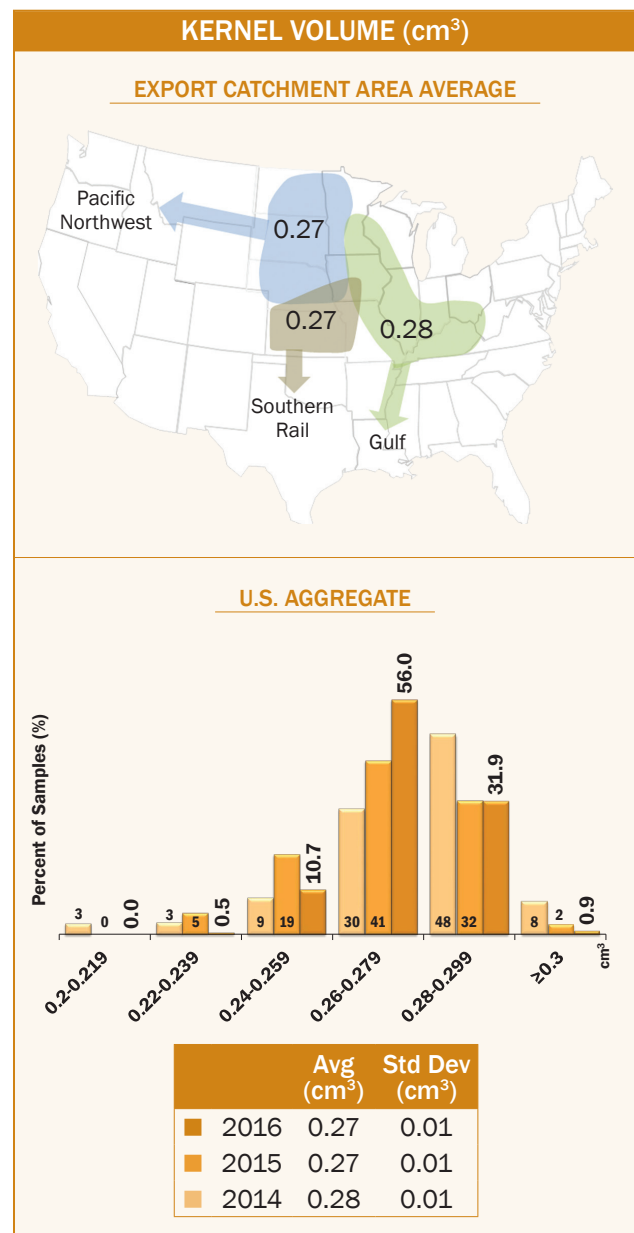 KERNEL VOLUME (cm³)
EXPORT CATCHMENT AREA AVERAGE
Pacific
Northwest
0.27
0.27
0.28
Southern
Rail
Gulf
U.S. AGGREGATE
Percent of Samples (%)
3 0 0.0
3 5 0.5
9 19 10.7
30 41 56.0
48 32 31.9
8 2 0.9
0.2-0.219 0.22-0.239 0.24-0.259 0.26-0.279 0.28-0.299 ≥0.3 cm³
Avg Std Dev
(cm³) (cm³)
2016 0.27 0.01
2015 0.27 0.01
2014 0.28 0.01